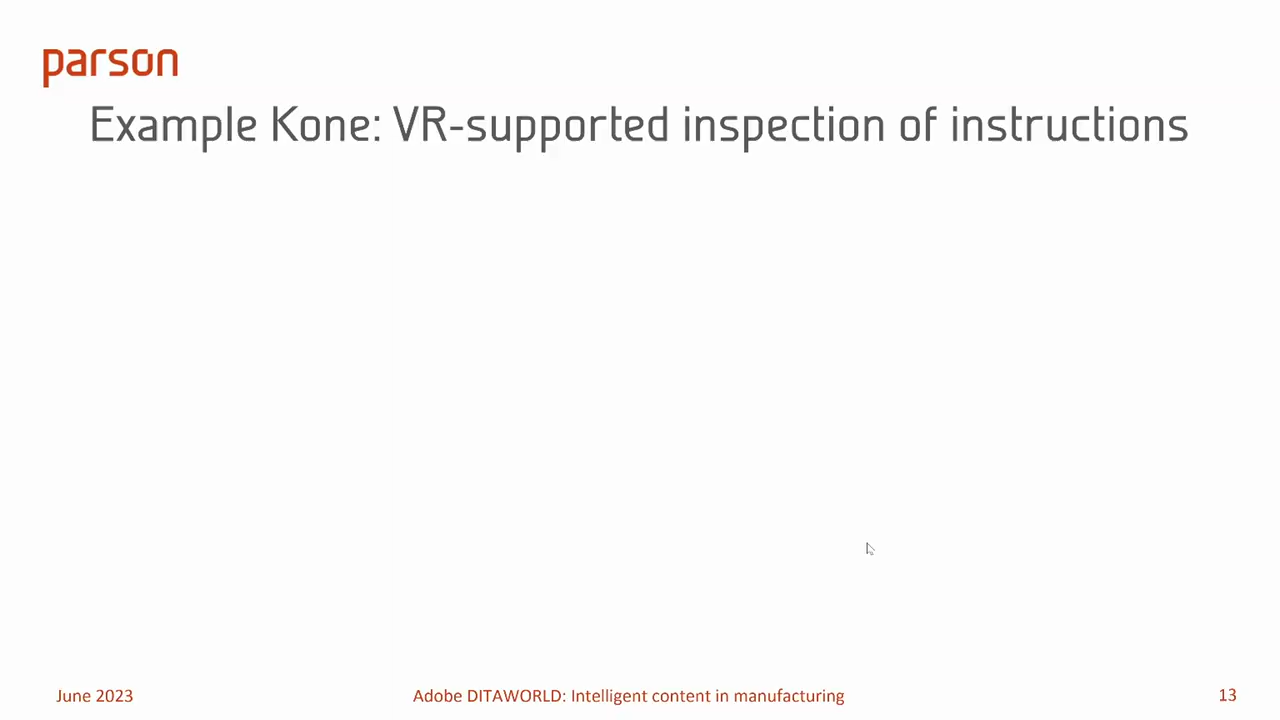 parson
Example Kone: VR-supported inspection of instructions
June 2023
Adobe DITAWORLD: Intelligent content in manufacturing
13